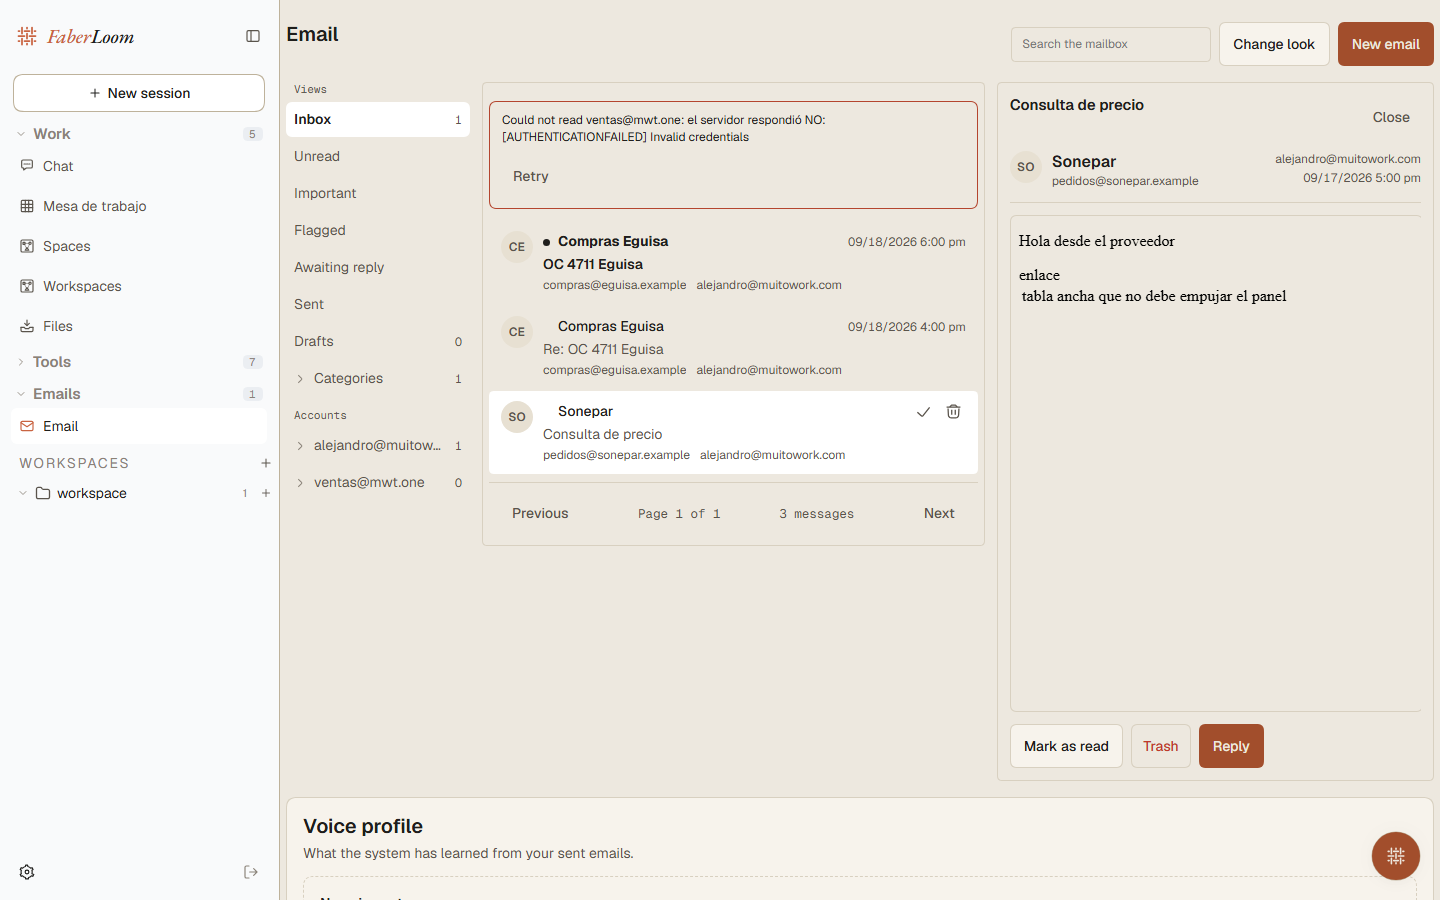 FaberLoom
New session
Work 5
Chat
Mesa de trabajo
Spaces
Workspaces
Files
Tools 7
Emails 1
Email
WORKSPACES
workspace 1
Email
Search the mailbox
Change look
New email
Views
Inbox 1
Unread
Important
Flagged
Awaiting reply
Sent
Drafts 0
Categories 1
Accounts
alejandro@muitow... 1
ventas@mwt.one 0
Could not read ventas@mwt.one: el servidor respondió NO:
[AUTHENTICATIONFAILED] Invalid credentials
Retry
CE Compras Eguisa 09/18/2026 6:00 pm
OC 4711 Eguisa
compras@eguisa.example alejandro@muitowork.com
CE Compras Eguisa 09/18/2026 4:00 pm
Re: OC 4711 Eguisa
compras@eguisa.example alejandro@muitowork.com
SO Sonepar
Consulta de precio
pedidos@sonepar.example alejandro@muitowork.com
Previous Page 1 of 1 3 messages Next
Consulta de precio
Close
SO Sonepar alejandro@muitowork.com
pedidos@sonepar.example 09/17/2026 5:00 pm
Hola desde el proveedor
enlace
tabla ancha que no debe empujar el panel
Mark as read Trash Reply
Voice profile
What the system has learned from your sent emails.